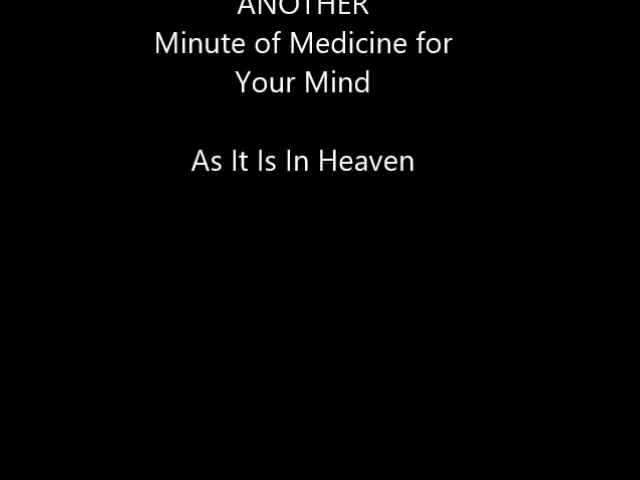 ANOTHER
Minute of Medicine for
Your Mind
As It Is In Heaven